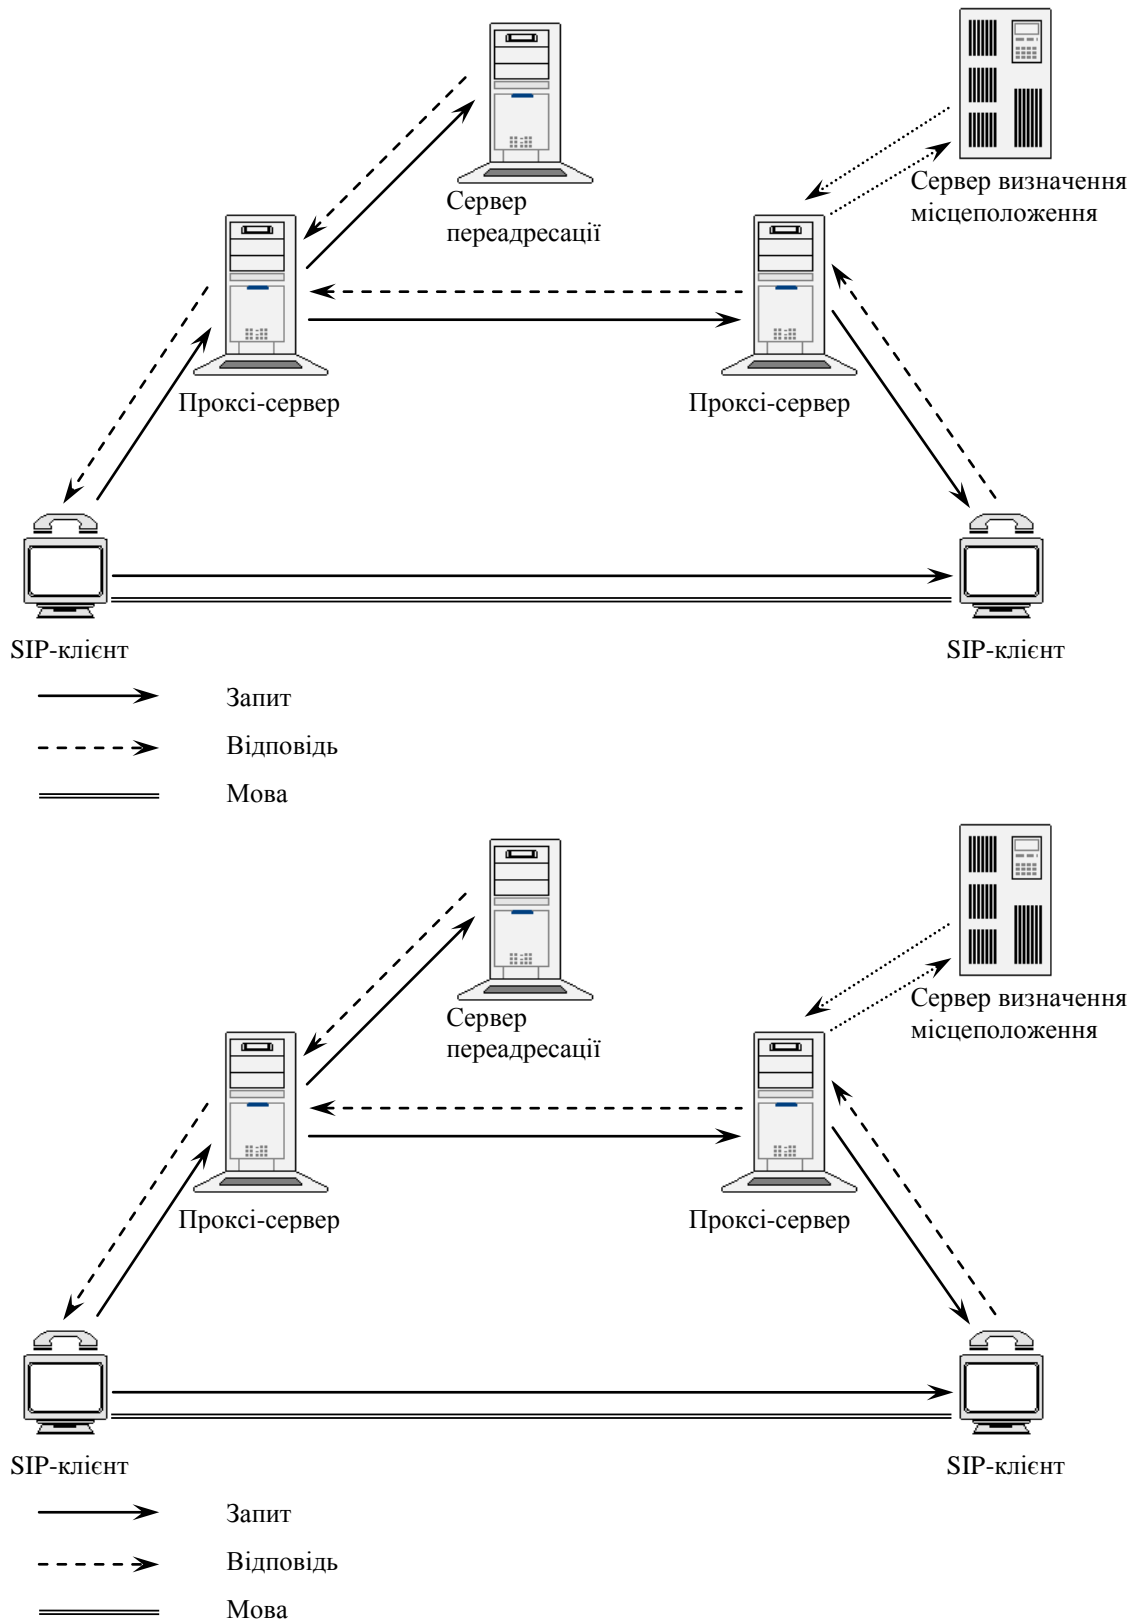 Сервер визначення
місцеположення
Сервер
переадресації
Проксі-сервер
Проксі-сервер
SIP-клієнт
SIP-клієнт
Запит
Відповідь
Мова
Сервер визначення
місцеположення
Сервер
переадресації
Проксі-сервер
Проксі-сервер
SIP-клієнт
SIP-клієнт
Запит
Відповідь
Мова